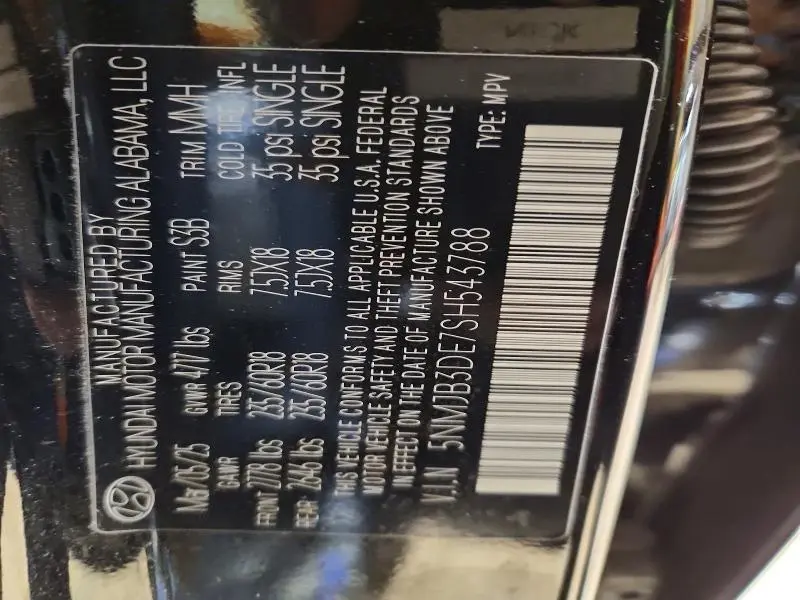 MANUFACTURED BY
HYUNDAI MOTOR MANUFACTURING ALABAMA, LLC
Mar/05/25 GVWR 4717 lbs PAINT S3B TRIM MMH
GAWR TIRES RIMS COLD TIRE INFL
FRONT 2778 lbs 235/60R18 7.5JX18 35 psi SINGLE
REAR 2646 lbs 235/60R18 7.5JX18 35 psi SINGLE
THIS VEHICLE CONFORMS TO ALL APPLICABLE U.S.A. FEDERAL
MOTOR VEHICLE SAFETY AND THEFT PREVENTION STANDARDS
IN EFFECT ON THE DATE OF MANUFACTURE SHOWN ABOVE
V.I.N 5NMJB3DE7SH543788
TYPE: MPV